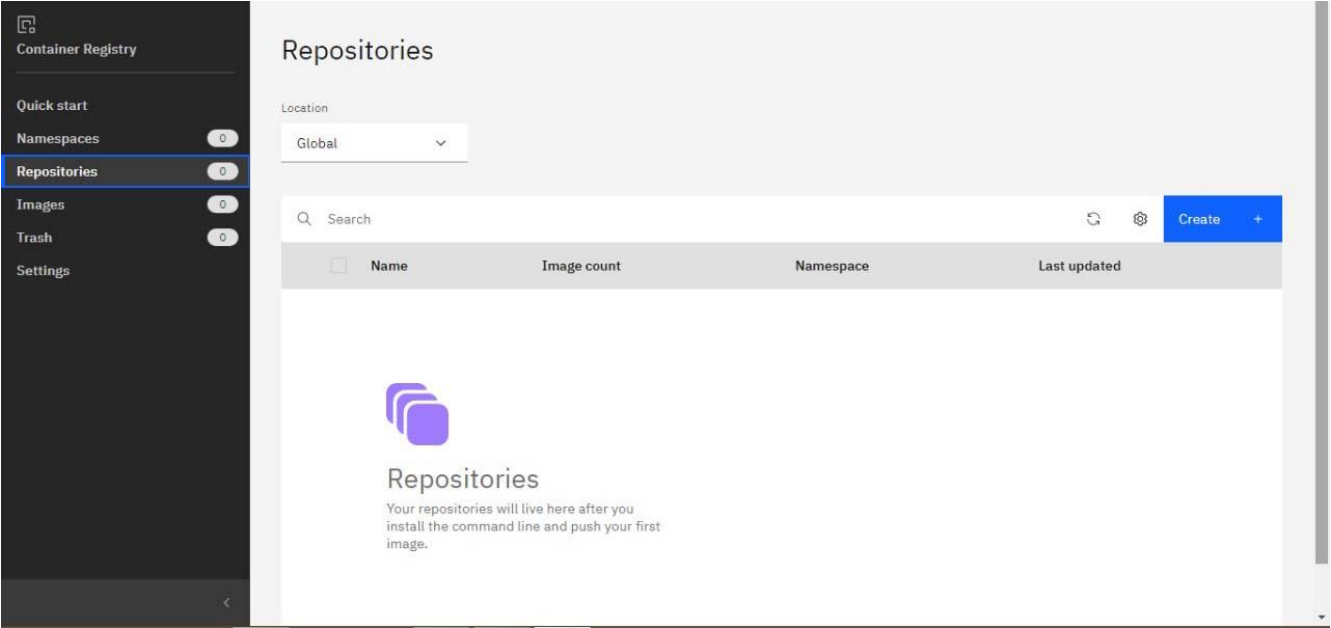 Container Registry
Quick start
Namespaces 0
Repositories 0
Images 0
Trash 0
Settings
Repositories
Location
Global
Search
Create +
Name Image count Namespace Last updated
Repositories
Your repositories will live here after you
install the command line and push your first
image.